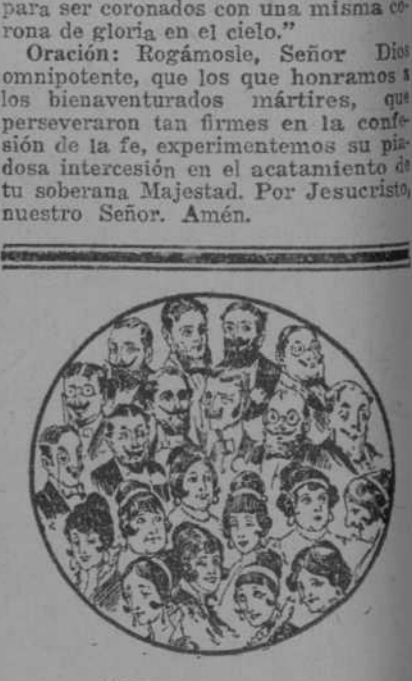 para ser coronados con una misma co-
rona de gloria en el cielo.”
Oración: Rogámosle, Señor Dios
omnipotente, que los que honramos a
los bienaventurados mártires, que
perseveraron tan firmes en la confe-
sión de la fe, experimentemos su pia-
dosa intercesión en el acatamiento de
tu soberana Majestad. Por Jesucristo,
nuestro Señor. Amén.